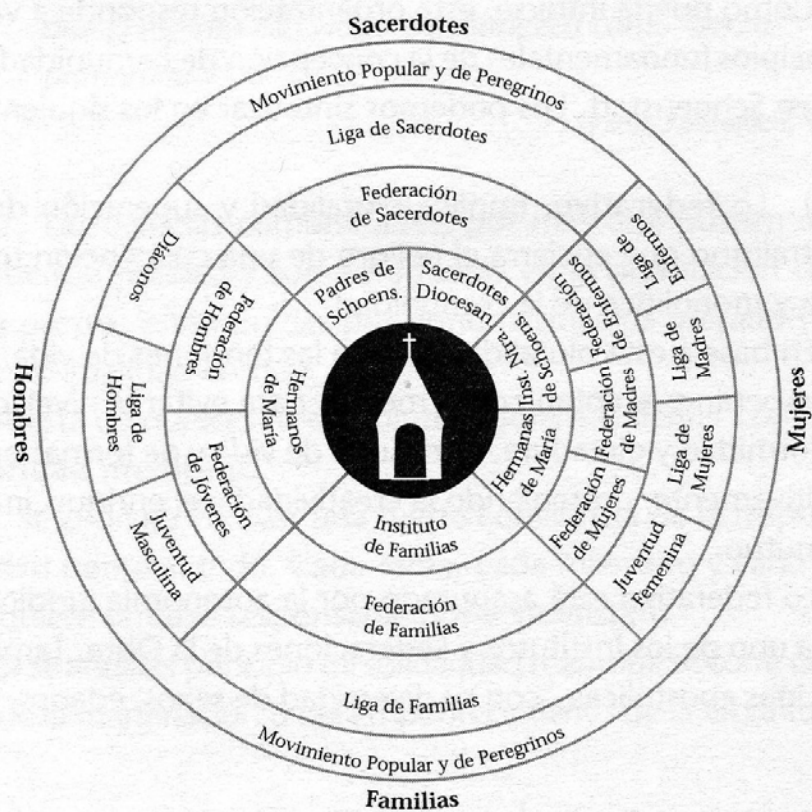 Sacerdotes
Movimiento Popular y de Peregrinos
Liga de Sacerdotes
Federación
de Sacerdotes
Padres de
Schoens.
Sacerdotes
Diocesan.
Diáconos
Federación
de Hombres
Hermanos
de María
Hombres
Liga de
Hombres
Federación
de Jóvenes
Juventud
Masculina
Inst. Ntra.
de Schoens.
Federación
de Enfermos
Liga de
Enfermos
Hermanas
de María
Federación
de Madres
Liga de
Madres
Federación
de Mujeres
Liga de
Mujeres
Juventud
Femenina
Mujeres
Instituto
de Familias
Federación
de Familias
Liga de Familias
Movimiento Popular y de Peregrinos
Familias